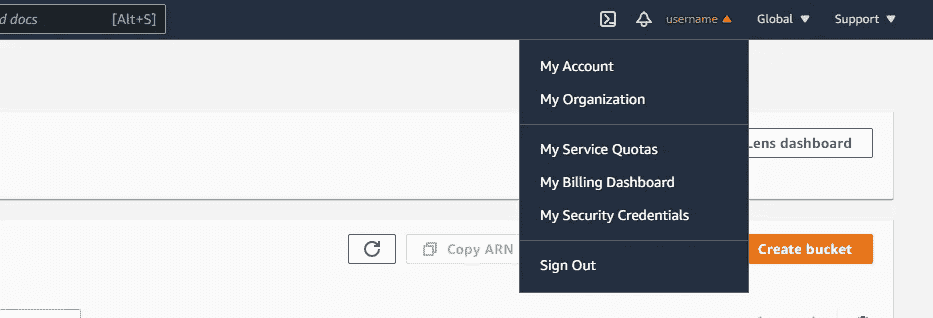 d docs [Alt+S] username Global Support
My Account
My Organization
My Service Quotas
Lens dashboard
My Billing Dashboard
My Security Credentials
Copy ARN
Create bucket
Sign Out